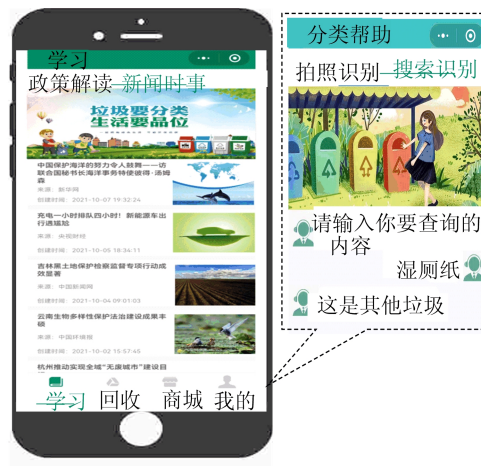 学习
政策解读 新闻时事
垃圾要分类
生活要品位
中国保护海洋的努力令人鼓舞——访
联合国秘书长海洋事务特使彼得·汤姆
森
来源：新华网
创建时间：2021-10-07 19:32:24
充电一小时排队四小时！新能源车出
行遇尴尬
来源：央视财经
创建时间：2021-10-05 18:34:11
吉林黑土地保护检察监督专项行动成
效显著
来源：中国新闻网
创建时间：2021-10-04 09:01:03
云南生物多样性保护法治建设成果丰
硕
来源：中国环境报
创建时间：2021-10-02 15:57:45
杭州推动实现全域“无废城市”建设目
学习 回收 商城 我的
分类帮助
拍照识别 搜索识别
请输入你要查询的
内容
湿厕纸
这是其他垃圾